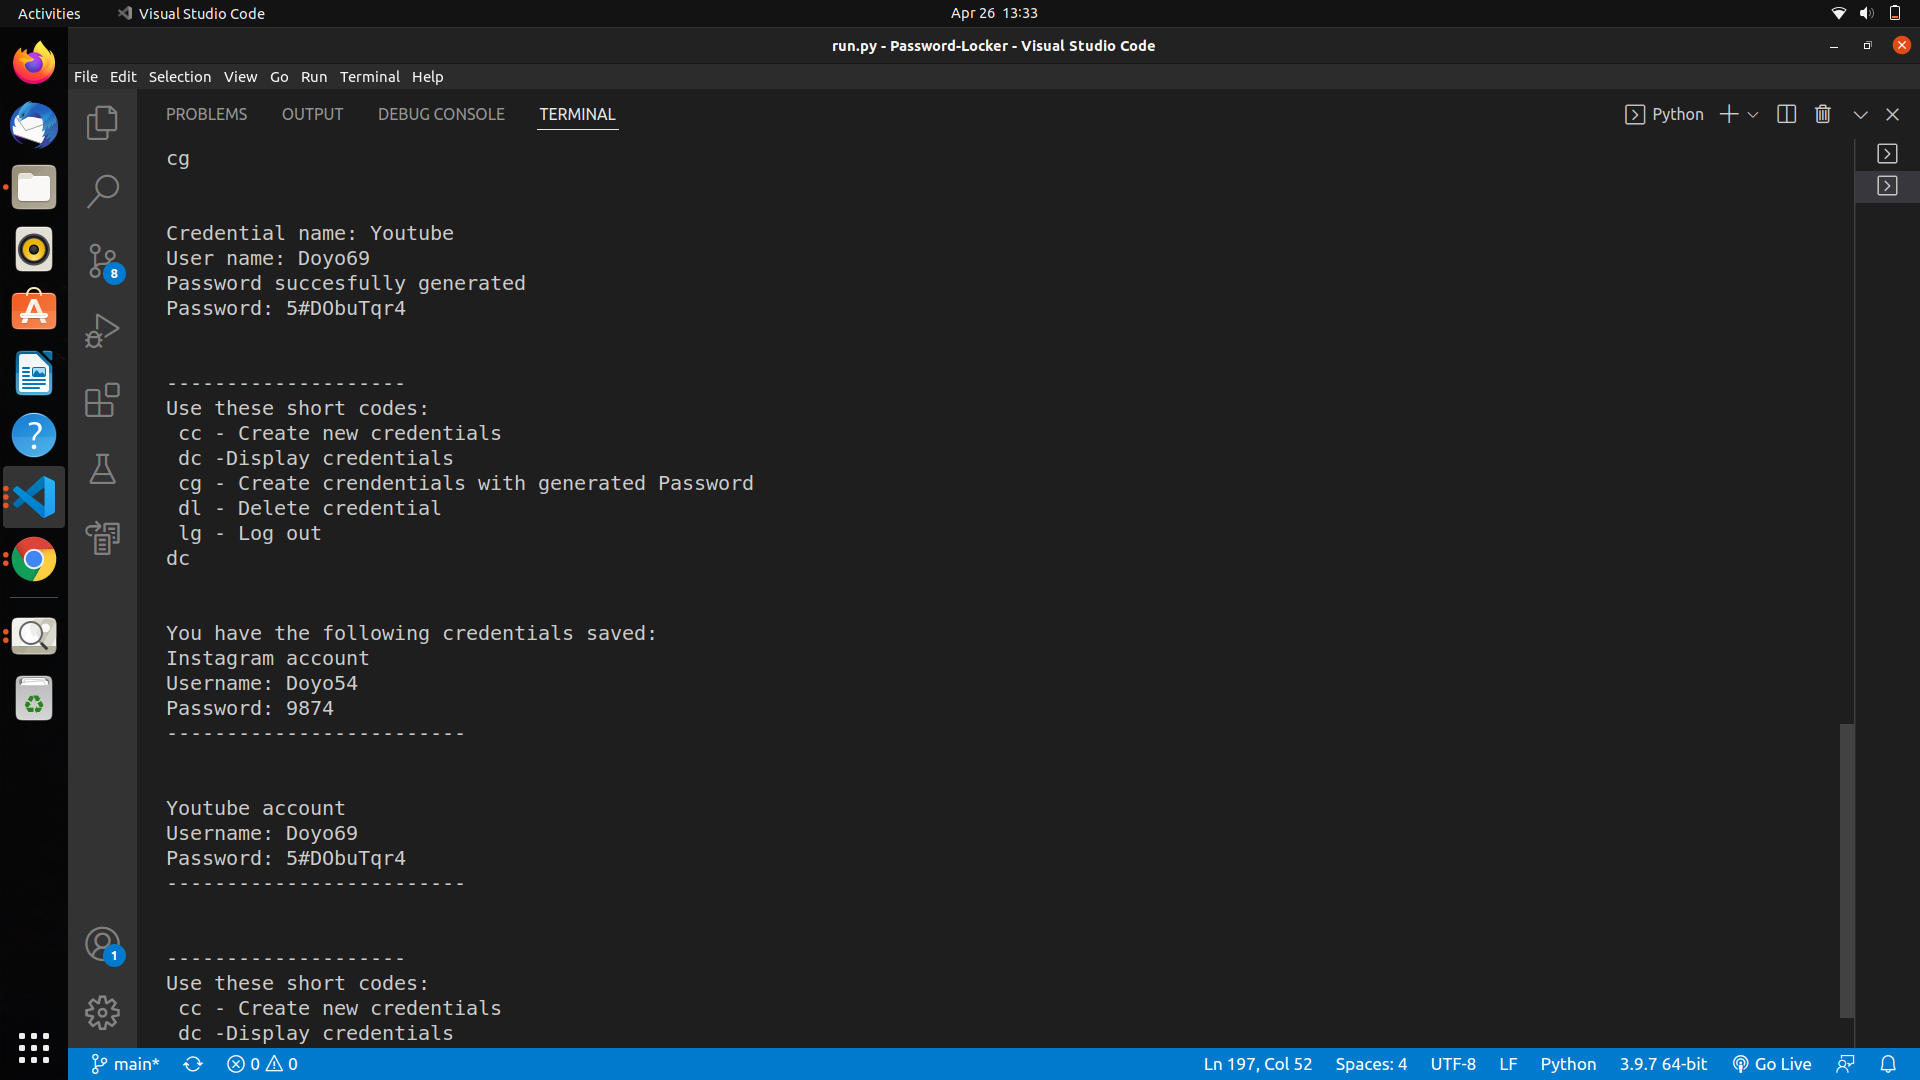 Activities Visual Studio Code Apr 26 13:33
run.py - Password-Locker - Visual Studio Code
File Edit Selection View Go Run Terminal Help
PROBLEMS OUTPUT DEBUG CONSOLE TERMINAL Python
cg
Credential name: Youtube
User name: Doyo69
Password succesfully generated
Password: 5#DObuTqr4
--------------------
Use these short codes:
cc - Create new credentials
dc -Display credentials
cg - Create crendentials with generated Password
dl - Delete credential
lg - Log out
dc
You have the following credentials saved:
Instagram account
Username: Doyo54
Password: 9874
-------------------------
Youtube account
Username: Doyo69
Password: 5#DObuTqr4
-------------------------
--------------------
Use these short codes:
cc - Create new credentials
dc -Display credentials
8
1
main* 0 0 Ln 197, Col 52 Spaces: 4 UTF-8 LF Python 3.9.7 64-bit Go Live